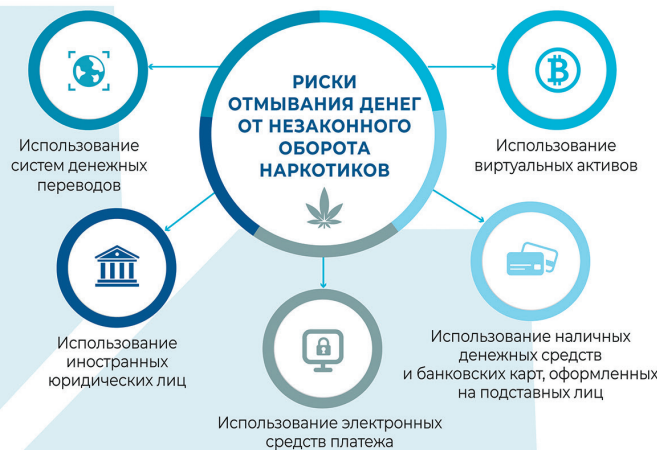 РИСКИ
ОТМЫВАНИЯ ДЕНЕГ
ОТ НЕЗАКОННОГО
ОБОРОТА
НАРКОТИКОВ
Использование
систем денежных
переводов
Использование
виртуальных активов
Использование
иностранных
юридических лиц
Использование наличных
денежных средств
и банковских карт, оформленных
на подставных лиц
Использование электронных
средств платежа